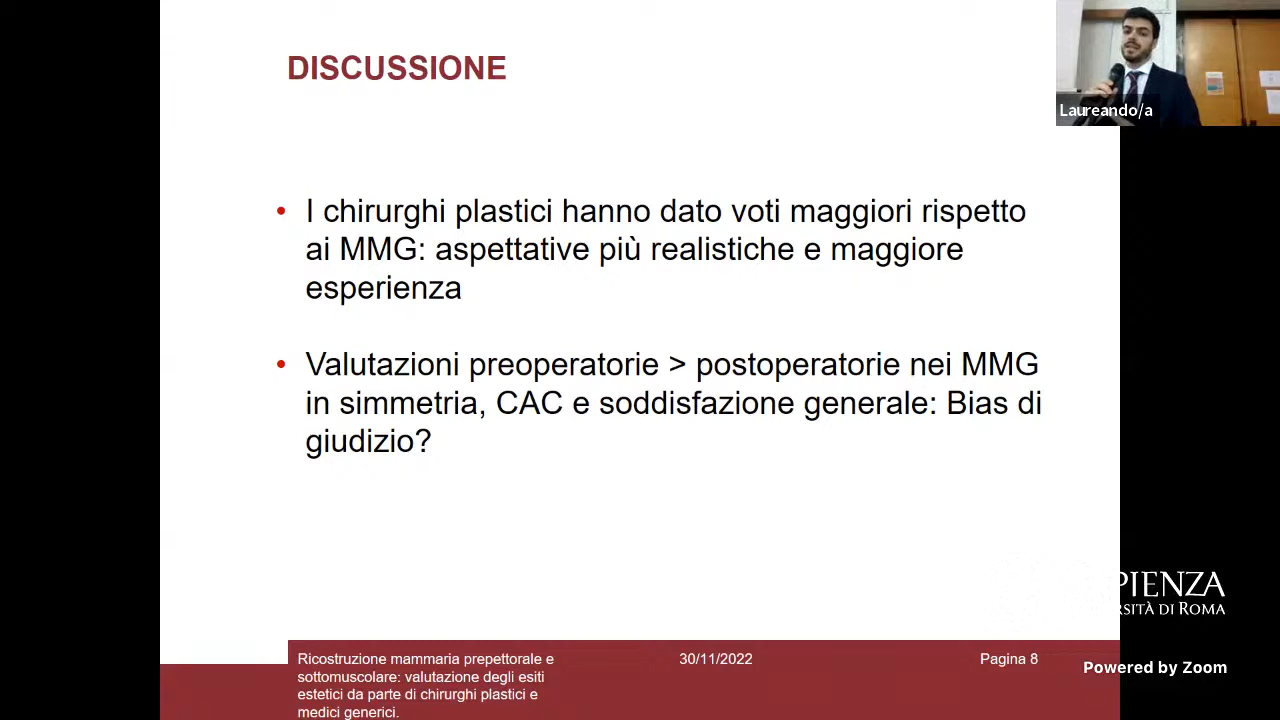 DISCUSSIONE
Laureando/a
• I chirurghi plastici hanno dato voti maggiori rispetto
ai MMG: aspettative più realistiche e maggiore
esperienza
• Valutazioni preoperatorie > postoperatorie nei MMG
in simmetria, CAC e soddisfazione generale: Bias di
giudizio?
PIENZA
RSITÀ DI ROMA
Ricostruzione mammaria prepettorale e
sottomuscolare: valutazione degli esiti
estetici da parte di chirurghi plastici e
medici generici.
30/11/2022
Pagina 8
Powered by Zoom